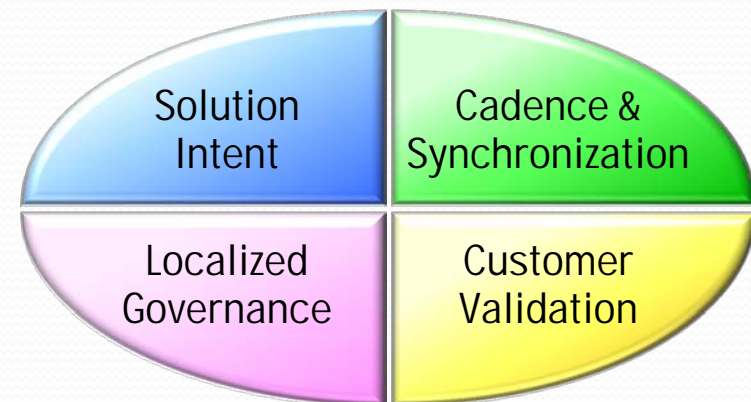 Solution
Intent
Cadence &
Synchronization
Localized
Governance
Customer
Validation